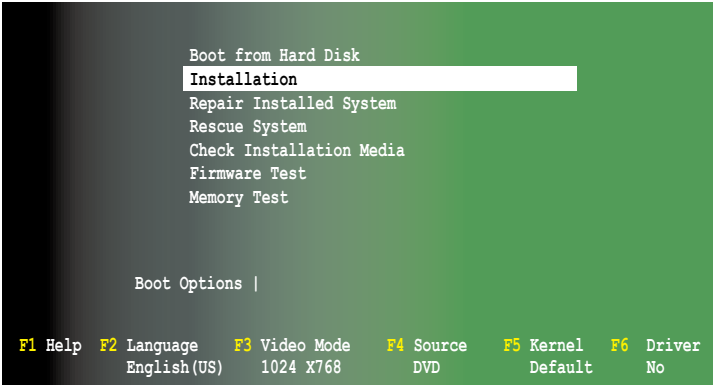 Boot from Hard Disk
Installation
Repair Installed System
Rescue System
Check Installation Media
Firmware Test
Memory Test
Boot Options |
F1 Help F2 Language F3 Video Mode F4 Source F5 Kernel F6 Driver
English(US) 1024 X768 DVD Default No